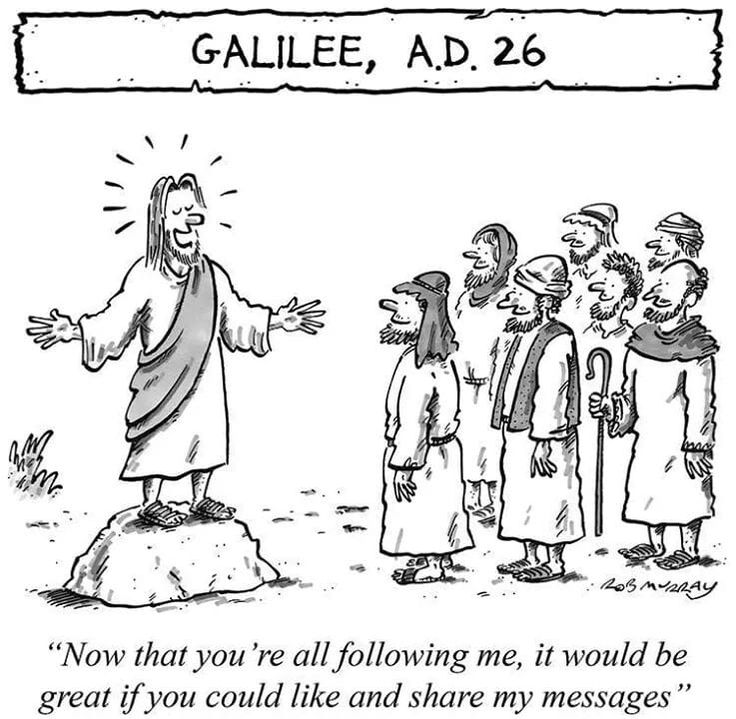 GALILEE, A.D. 26
ROB MURRAY
“Now that you’re all following me, it would be
great if you could like and share my messages”